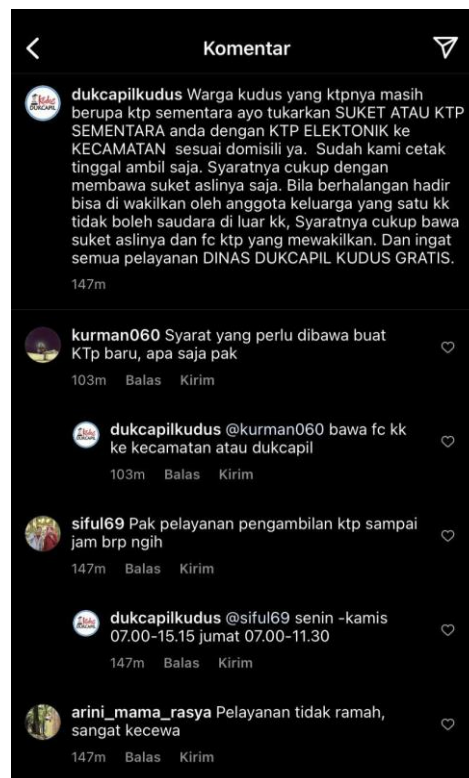 Komentar
dukcapilkudus Warga kudus yang ktpnya masih
berupa ktp sementara ayo tukarkan SUKET ATAU KTP
SEMENTARA anda dengan KTP ELEKTONIK ke
KECAMATAN sesuai domisili ya. Sudah kami cetak
tinggal ambil saja. Syaratnya cukup dengan
membawa suket aslinya saja. Bila berhalangan hadir
bisa di wakilkan oleh anggota keluarga yang satu kk
tidak boleh saudara di luar kk, Syaratnya cukup bawa
suket aslinya dan fc ktp yang mewakilkan. Dan ingat
semua pelayanan DINAS DUKCAPIL KUDUS GRATIS.
147m
kurman060 Syarat yang perlu dibawa buat
KTp baru, apa saja pak
103m Balas Kirim
dukcapilkudus @kurman060 bawa fc kk
ke kecamatan atau dukcapil
103m Balas Kirim
siful69 Pak pelayanan pengambilan ktp sampai
jam brp ngih
147m Balas Kirim
dukcapilkudus @siful69 senin -kamis
07.00-15.15 jumat 07.00-11.30
147m Balas Kirim
arini_mama_rasya Pelayanan tidak ramah,
sangat kecewa
147m Balas Kirim